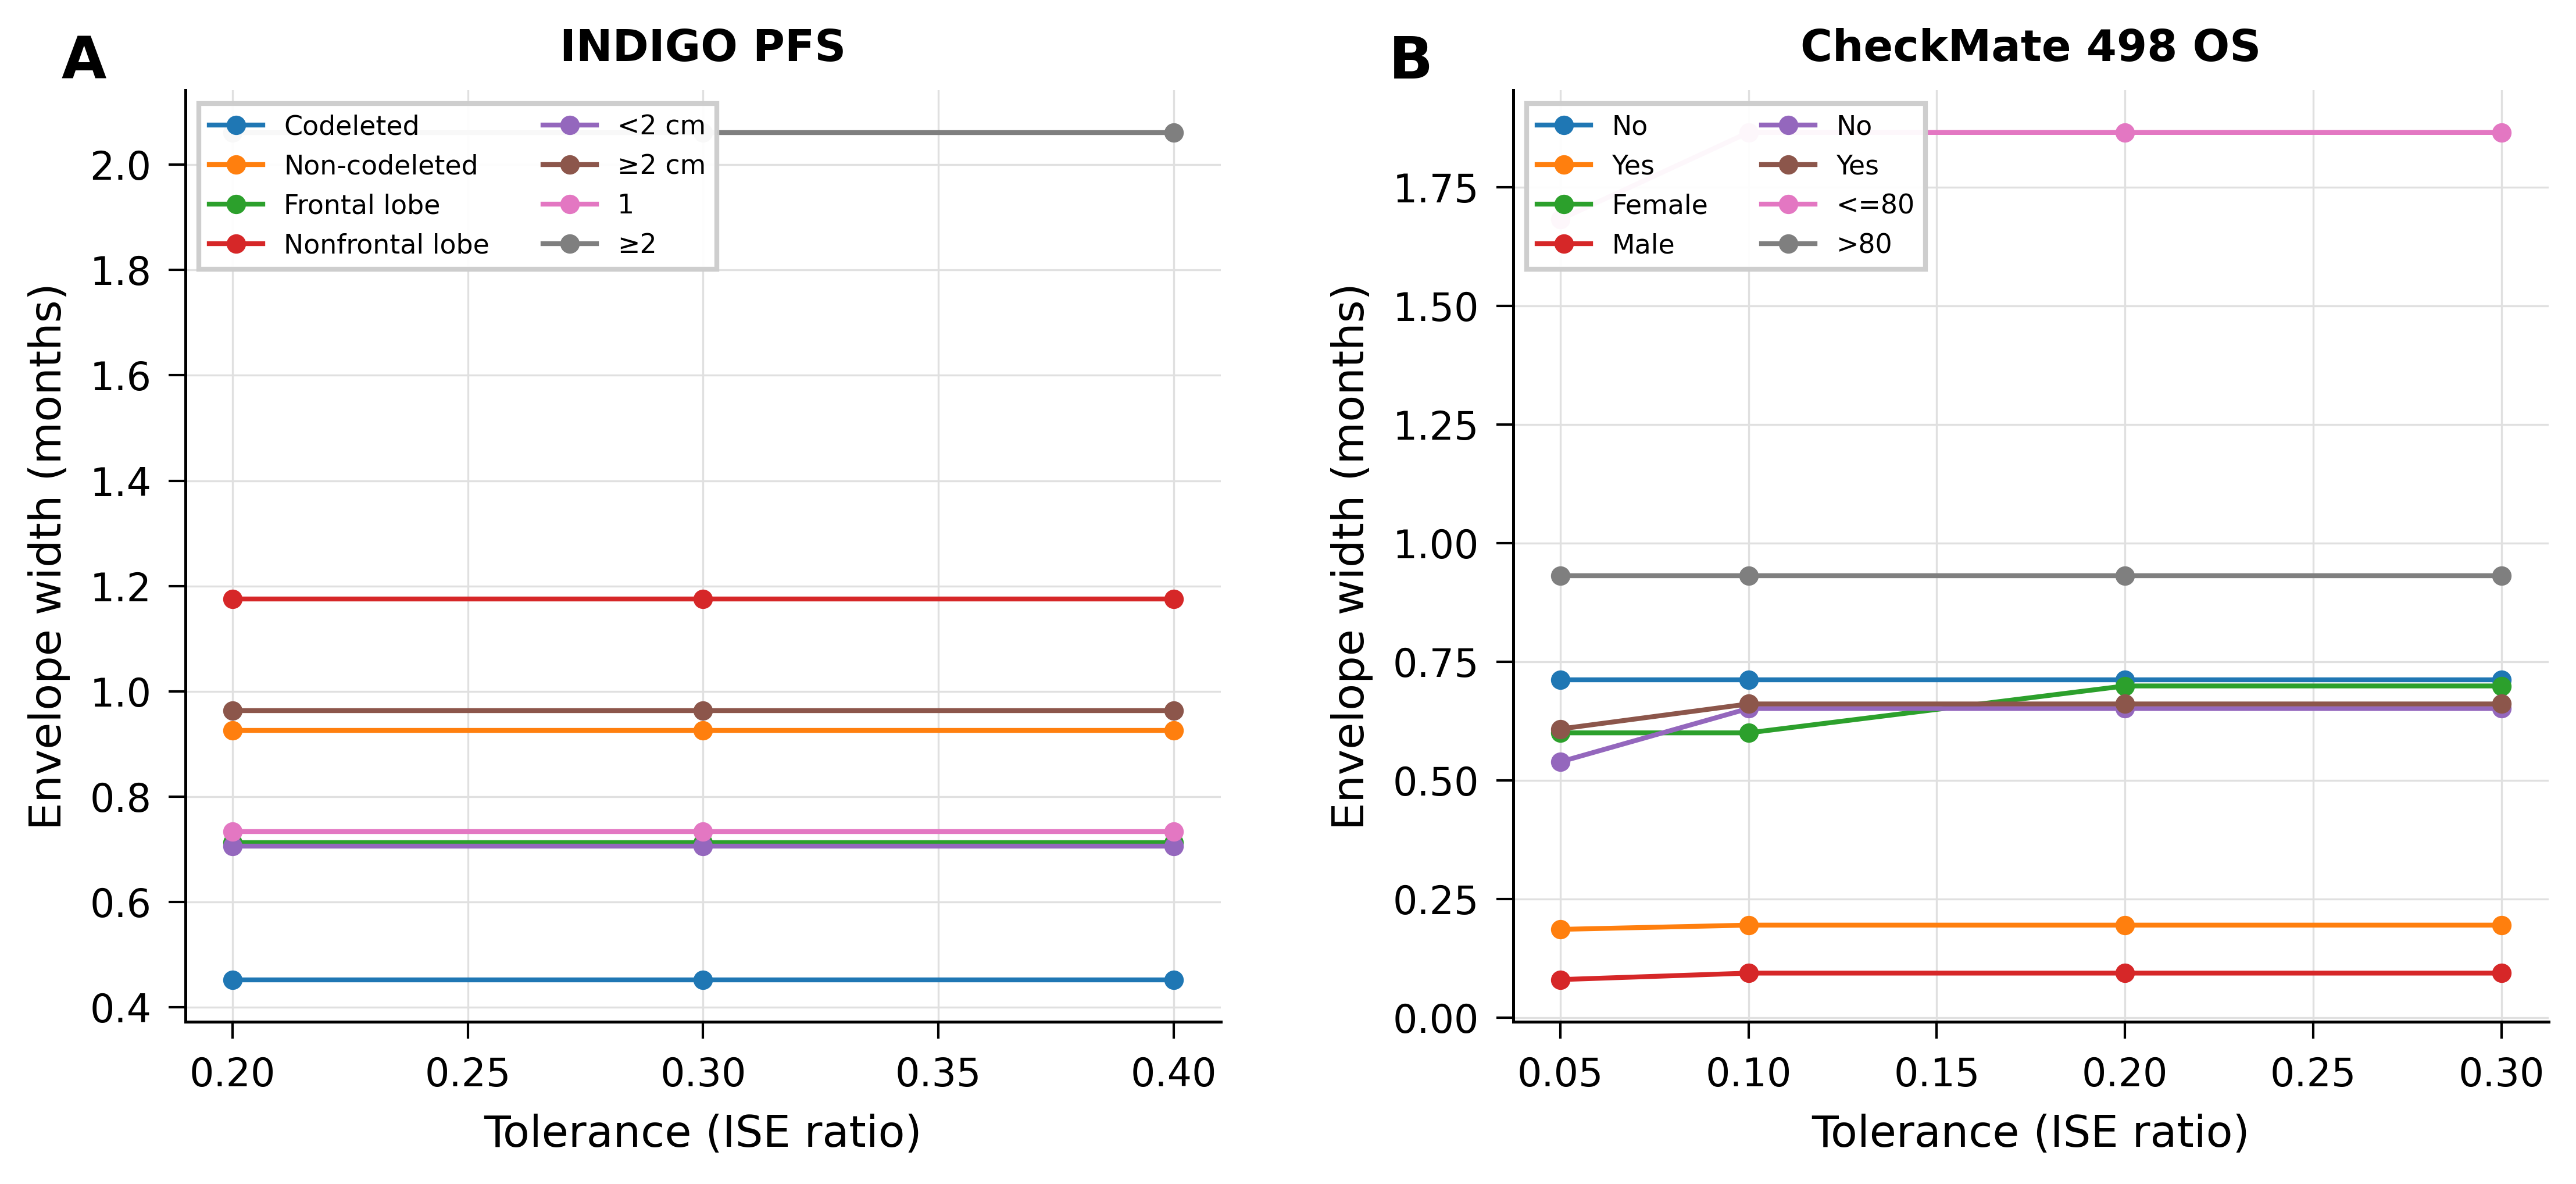 A
INDIGO PFS
Envelope width (months)
2.0
1.8
1.6
1.4
1.2
1.0
0.8
0.6
0.4
Codeleted
Non-codeleted
Frontal lobe
Nonfrontal lobe
<2 cm
≥2 cm
1
≥2
0.20
0.25
0.30
0.35
0.40
Tolerance (ISE ratio)
B
CheckMate 498 OS
Envelope width (months)
1.75
1.50
1.25
1.00
0.75
0.50
0.25
0.00
No
Yes
Female
Male
No
Yes
<=80
>80
0.05
0.10
0.15
0.20
0.25
0.30
Tolerance (ISE ratio)